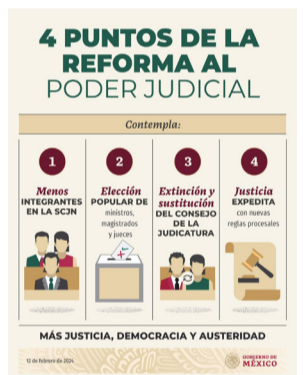 4 PUNTOS DE LA
REFORMA AL
PODER JUDICIAL
Contempla:
1
Menos
INTEGRANTES
EN LA SCJN
2
Elección
POPULAR DE
ministros,
magistrados
y jueces
3
Extinción y
sustitución
DEL CONSEJO
DE LA
JUDICATURA
4
Justicia
EXPEDITA
con nuevas
reglas procesales
MÁS JUSTICIA, DEMOCRACIA Y AUSTERIDAD
12 de febrero de 2024
GOBIERNO DE
MÉXICO